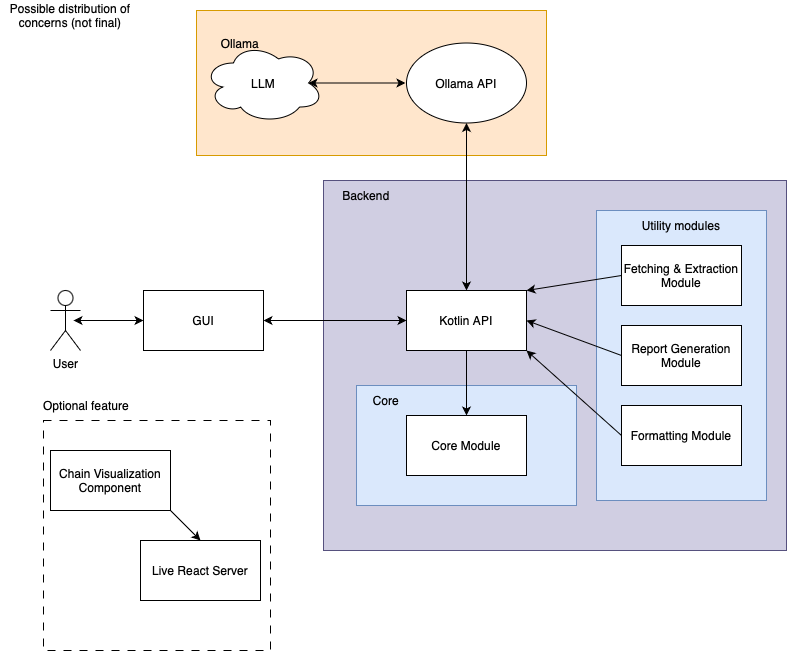 Possible distribution of
concerns (not final)
Ollama
LLM
Ollama API
Backend
Utility modules
Fetching & Extraction
Module
GUI
Kotlin API
Report Generation
Module
User
Core
Optional feature
Core Module
Formatting Module
Chain Visualization
Component
Live React Server